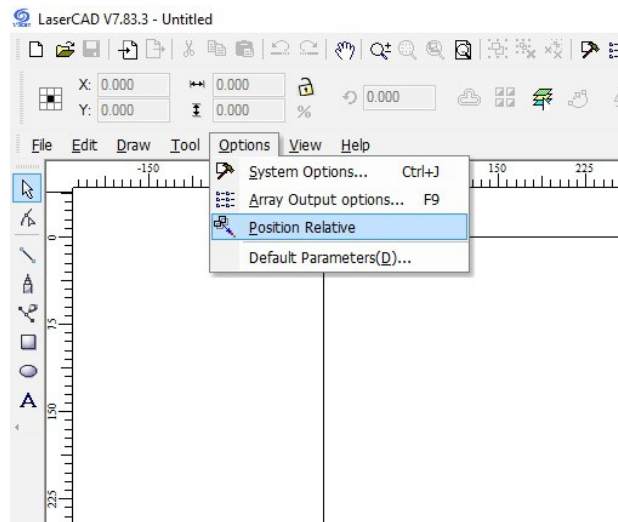 LaserCAD V7.83.3 - Untitled
X: 0.000 0.000
Y: 0.000 0.000 % 0.000
File Edit Draw Tool Options View Help
-150 150 225
System Options... Ctrl+J
Array Output options... F9
Position Relative
Default Parameters(D)...
0
75
A
150
225